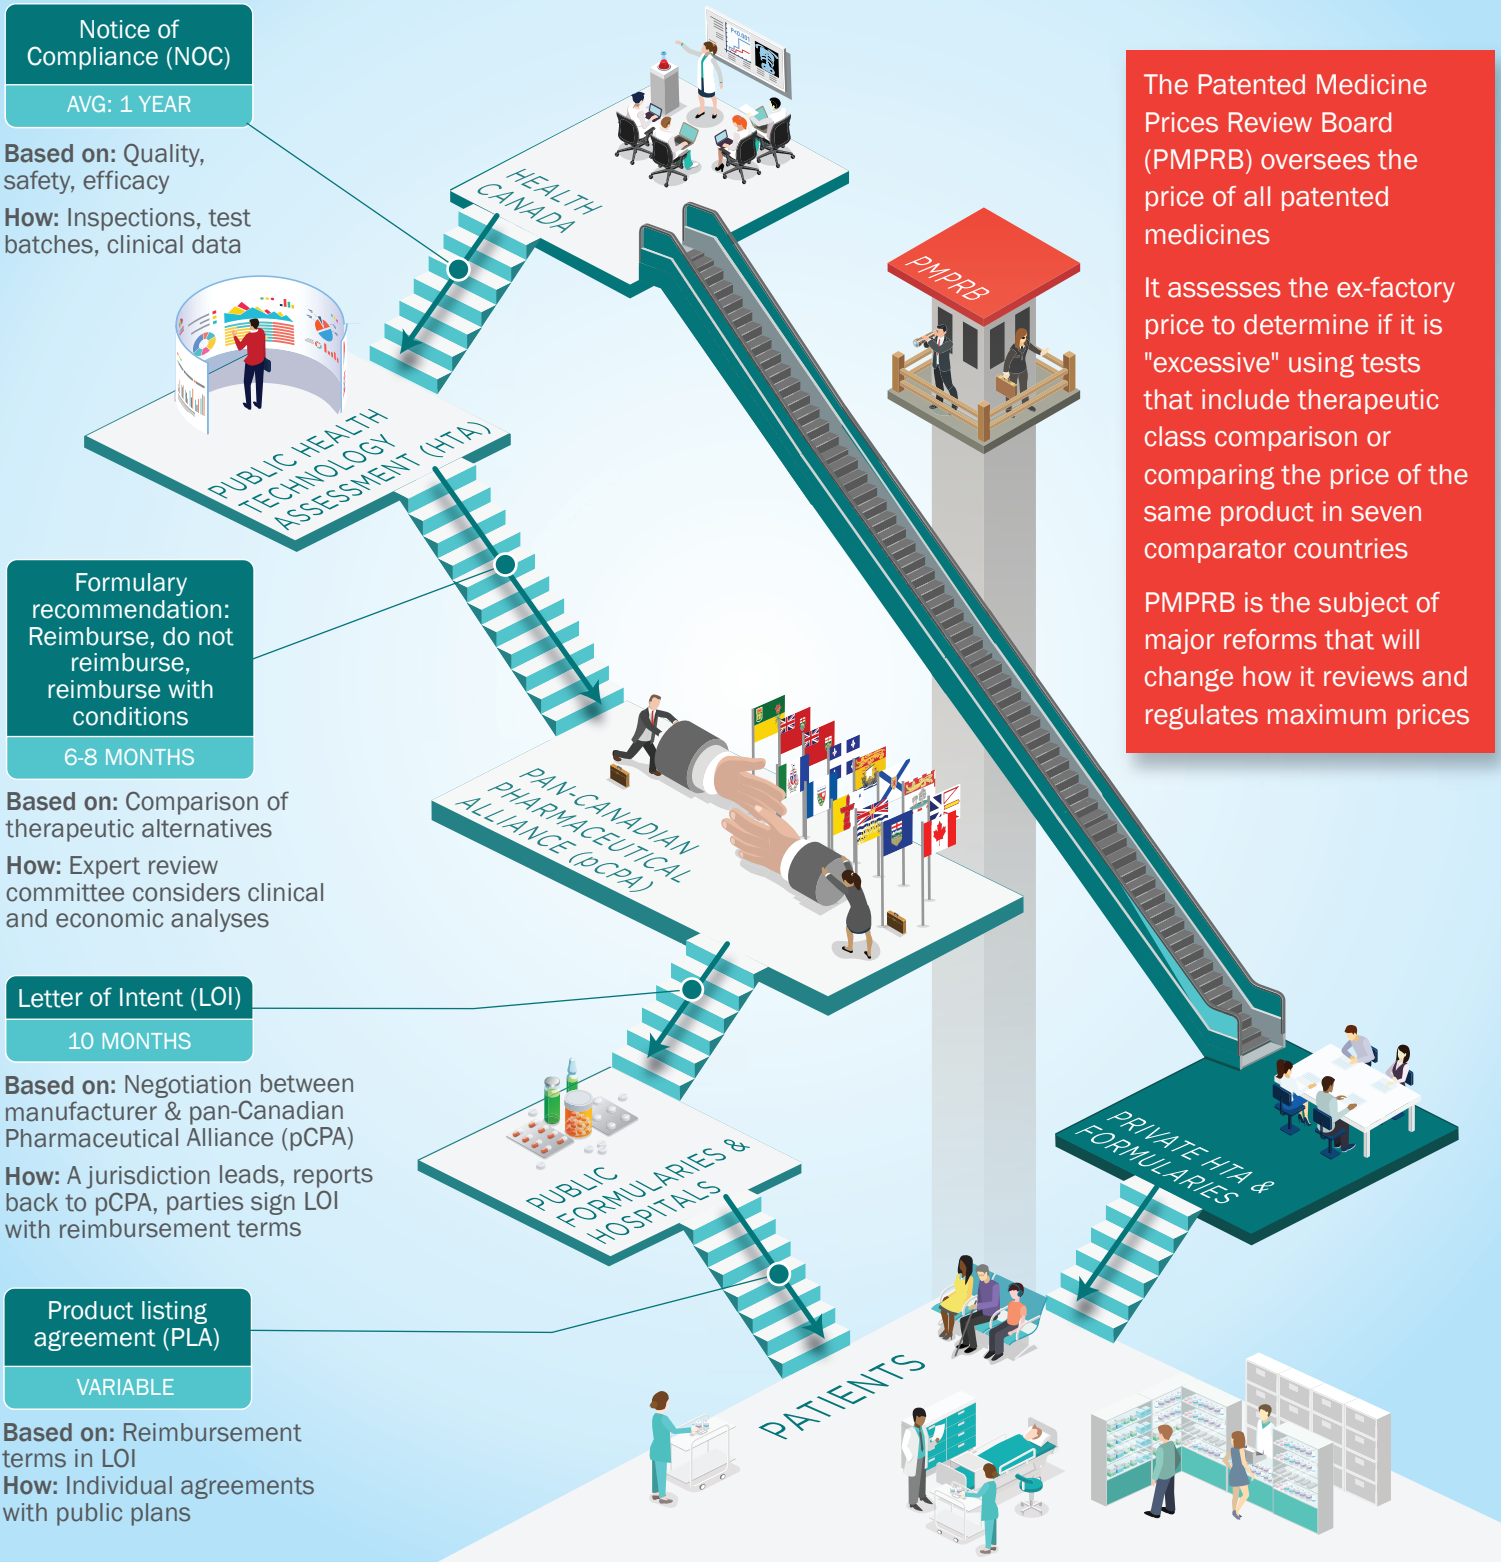 Notice of
Compliance (NOC)
AVG: 1 YEAR
Based on: Quality,
safety, efficacy
How: Inspections, test
batches, clinical data
P<0.001
HEALTH
CANADA
PMPRB
The Patented Medicine
Prices Review Board
(PMPRB) oversees the
price of all patented
medicines
It assesses the ex-factory
price to determine if it is
"excessive" using tests
that include therapeutic
class comparison or
comparing the price of the
same product in seven
comparator countries
PMPRB is the subject of
major reforms that will
change how it reviews and
regulates maximum prices
PUBLIC HEALTH
TECHNOLOGY
ASSESSMENT (HTA)
Formulary
recommendation:
Reimburse, do not
reimburse,
reimburse with
conditions
6-8 MONTHS
Based on: Comparison of
therapeutic alternatives
How: Expert review
committee considers clinical
and economic analyses
PAN-CANADIAN
PHARMACEUTICAL
ALLIANCE (pCPA)
Letter of Intent (LOI)
10 MONTHS
Based on: Negotiation between
manufacturer & pan-Canadian
Pharmaceutical Alliance (pCPA)
How: A jurisdiction leads, reports
back to pCPA, parties sign LOI
with reimbursement terms
PUBLIC
FORMULARIES &
HOSPITALS
PRIVATE HTA &
FORMULARIES
Product listing
agreement (PLA)
VARIABLE
Based on: Reimbursement
terms in LOI
How: Individual agreements
with public plans
PATIENTS